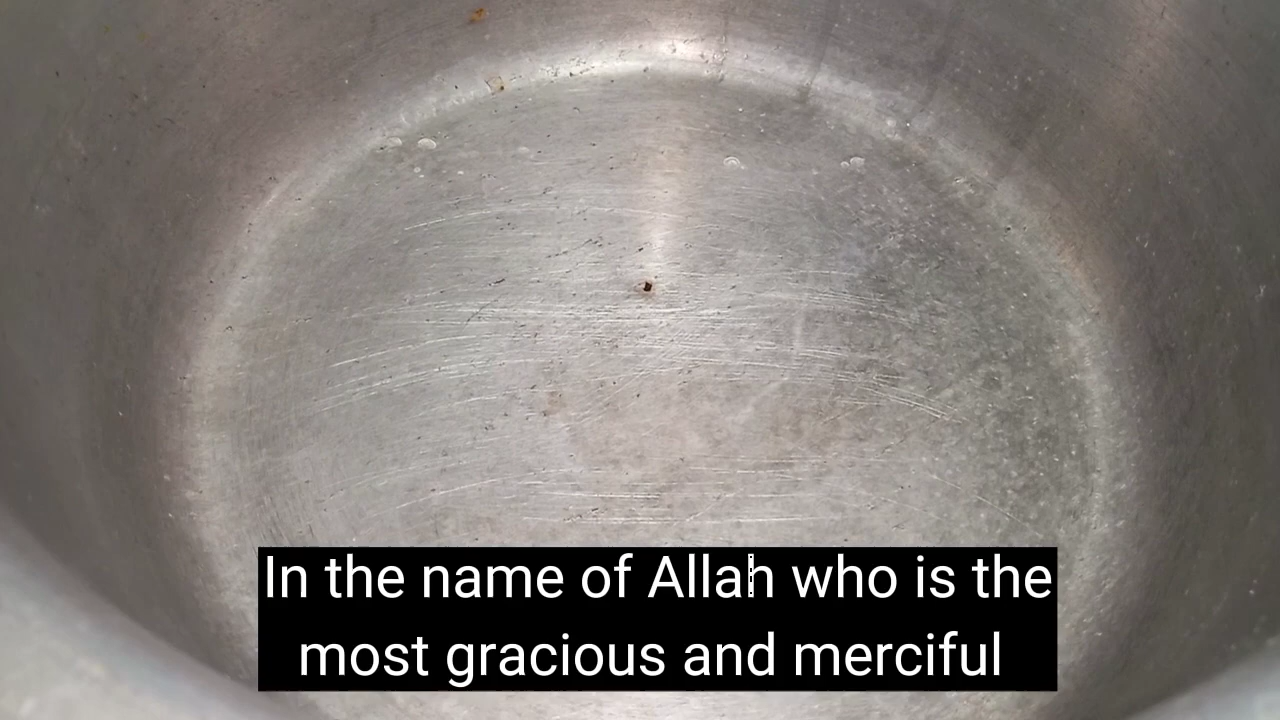 In the name of Allah who is the
most gracious and merciful